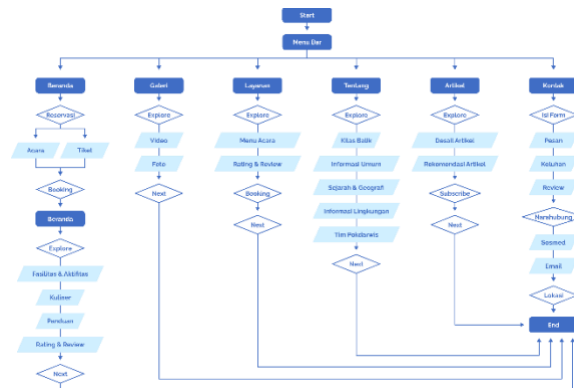 Start
Menu Bar
Beranda
Galeri
Layanan
Tentang
Artikel
Kontak
Reservasi
Explore
Explore
Explore
Explore
Isi Form
Acara
Tiket
Video
Menu Acara
Kilas Balik
Detail Artikel
Pesan
Foto
Rating & Review
Informasi Umum
Rekomendasi Artikel
Keluhan
Booking
Next
Booking
Sejarah & Geografi
Subscribe
Review
Beranda
Next
Informasi Lingkungan
Next
Explore
Tim Pokdarwis
Sosmed
Fasilitas & Aktifitas
Next
Email
Kuliner
Lokasi
Panduan
End
Rating & Review
Next